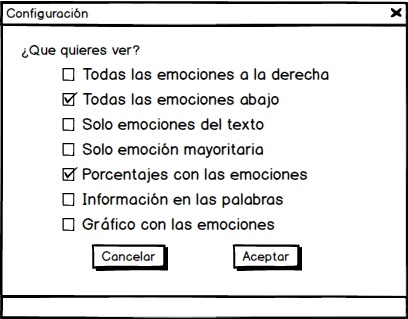 Configuración
¿Que quieres ver?
Todas las emociones a la derecha
Todas las emociones abajo
Solo emociones del texto
Solo emoción mayoritaria
Porcentajes con las emociones
Información en las palabras
Gráfico con las emociones
Cancelar Aceptar